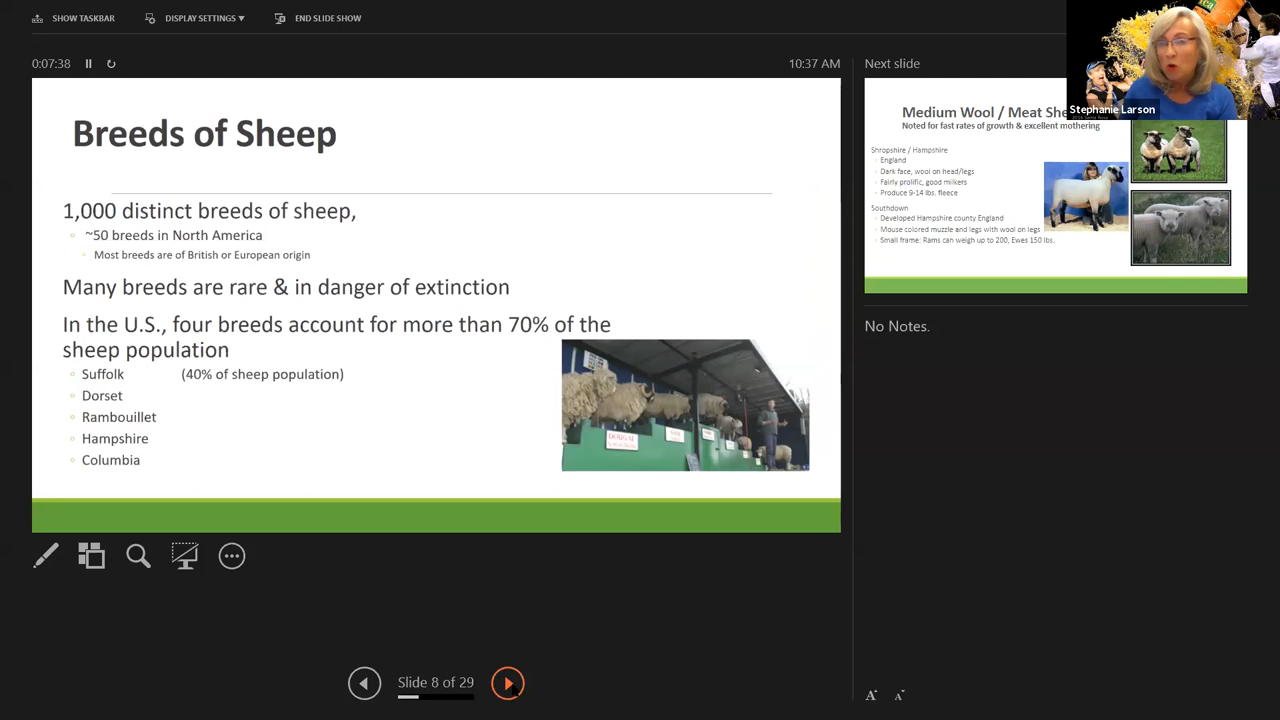 SHOW TASKBAR
DISPLAY SETTINGS ▾
END SLIDE SHOW
0:07:38
10:37 AM
Breeds of Sheep
1,000 distinct breeds of sheep,
~50 breeds in North America
Most breeds are of British or European origin
Many breeds are rare & in danger of extinction
In the U.S., four breeds account for more than 70% of the
sheep population
Suffolk (40% of sheep population)
Dorset
Rambouillet
Hampshire
Columbia
DOUGAL
Slide 8 of 29
Next slide
Stephanie Larson
Medium Wool / Meat She
Noted for fast rates of growth & excellent mothering
Shropshire / Hampshire
England
Dark face, wool on head/legs
Fairly prolific, good milkers
Produce 9-14 lbs. fleece
Southdown
Developed Hampshire county England
Mouse colored muzzle and legs with wool on legs
Small frame: Rams can weigh up to 200, Ewes 150 lbs.
No Notes.
A A